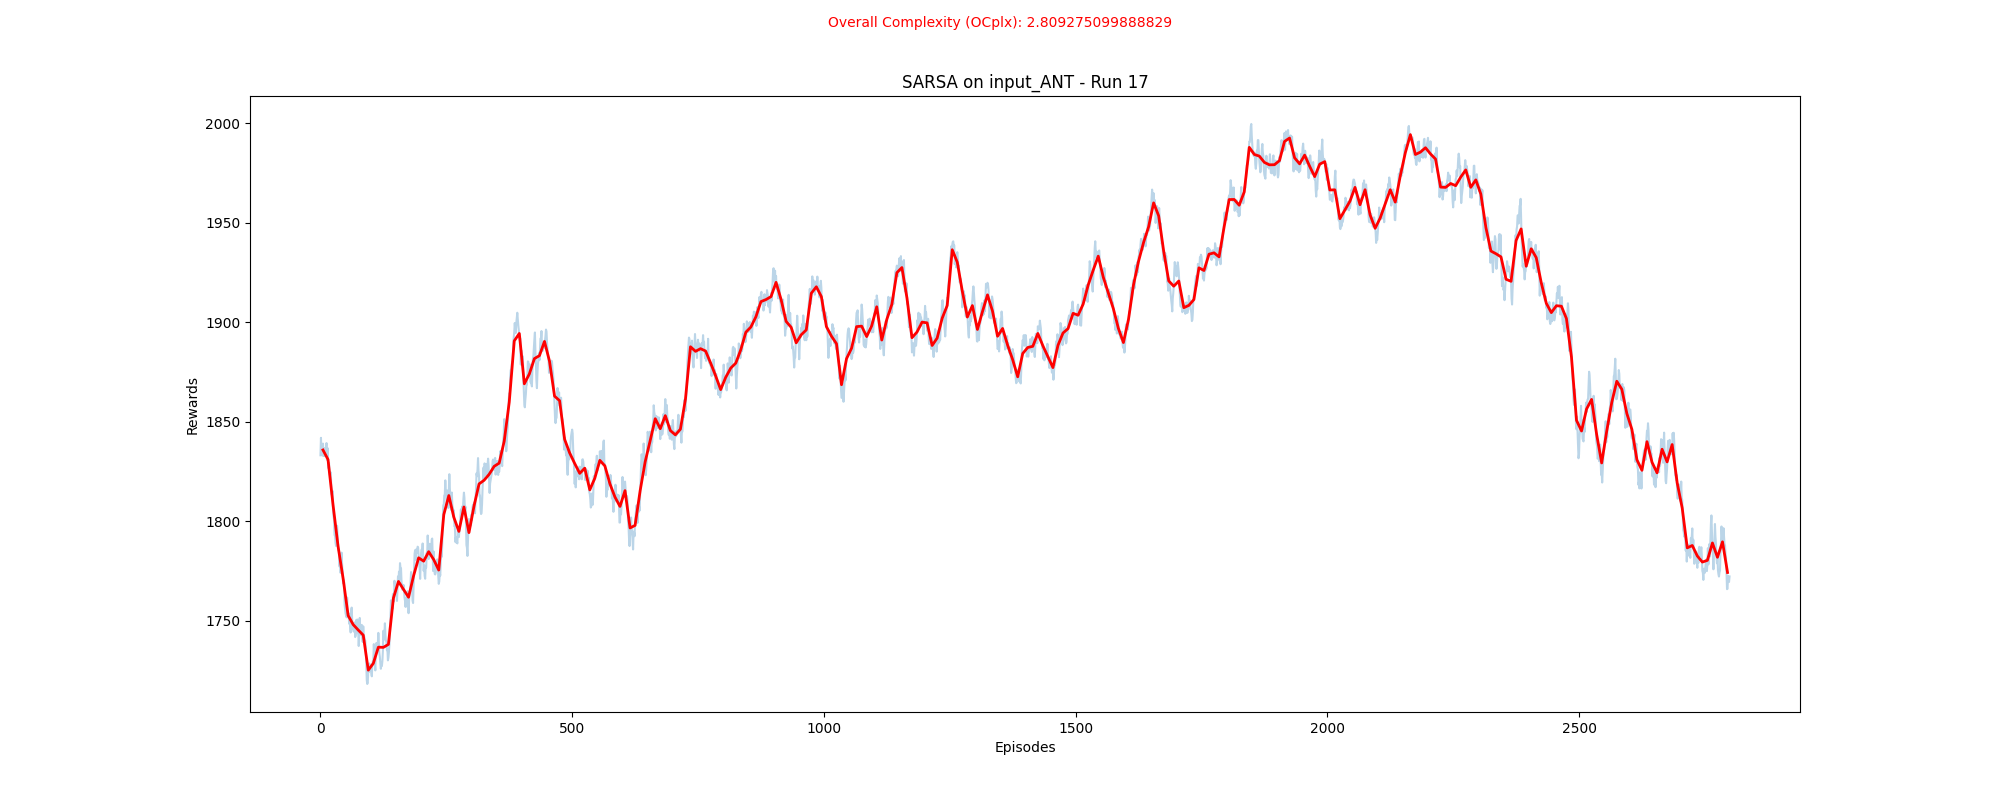 Overall Complexity (OCplx): 2.809275099888829
SARSA on input_ANT - Run 17
2000
1950
1900
1850
1800
1750
Rewards
0 500 1000 1500 2000 2500
Episodes